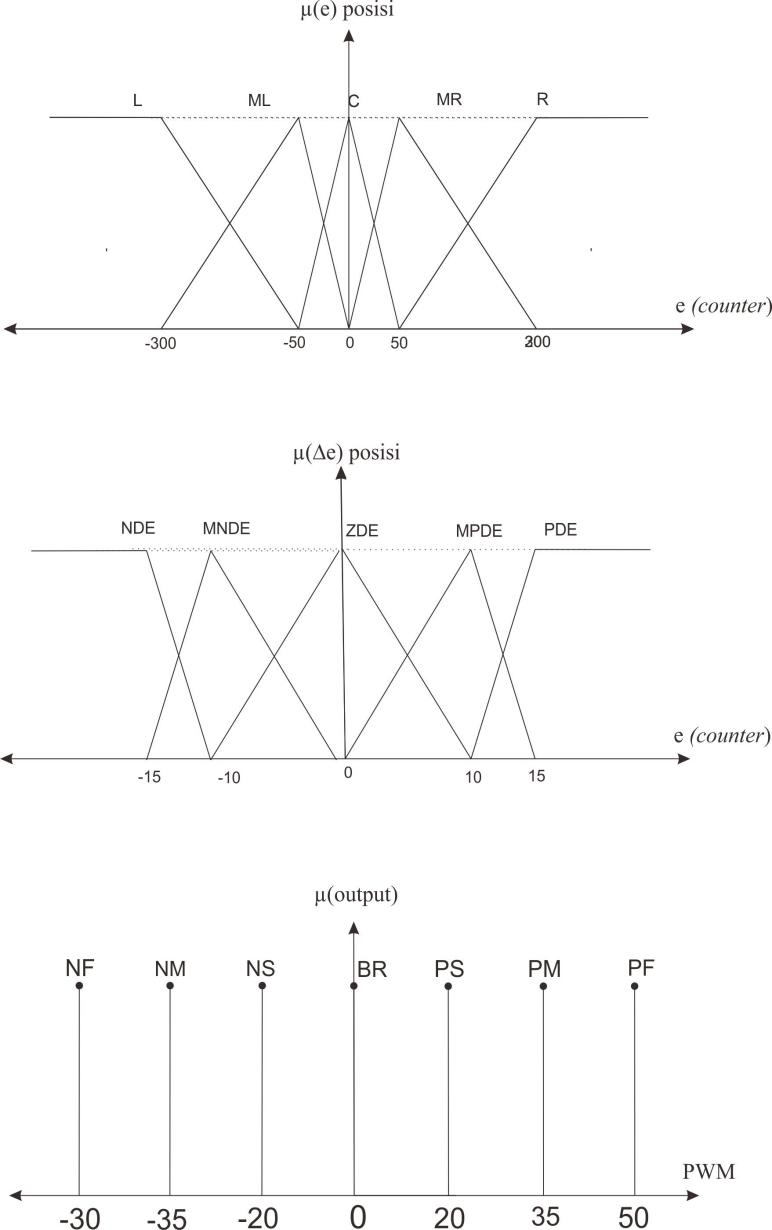 µ(e) posisi
L ML C MR R
e (counter)
-300 -50 0 50
µ(Δe) posisi
NDE MNDE ZDE MPDE PDE
e (counter)
-15 -10 0 10 15
µ(output)
NF NM NS BR PS PM PF
PWM
-30 -35 -20 0 20 35 50